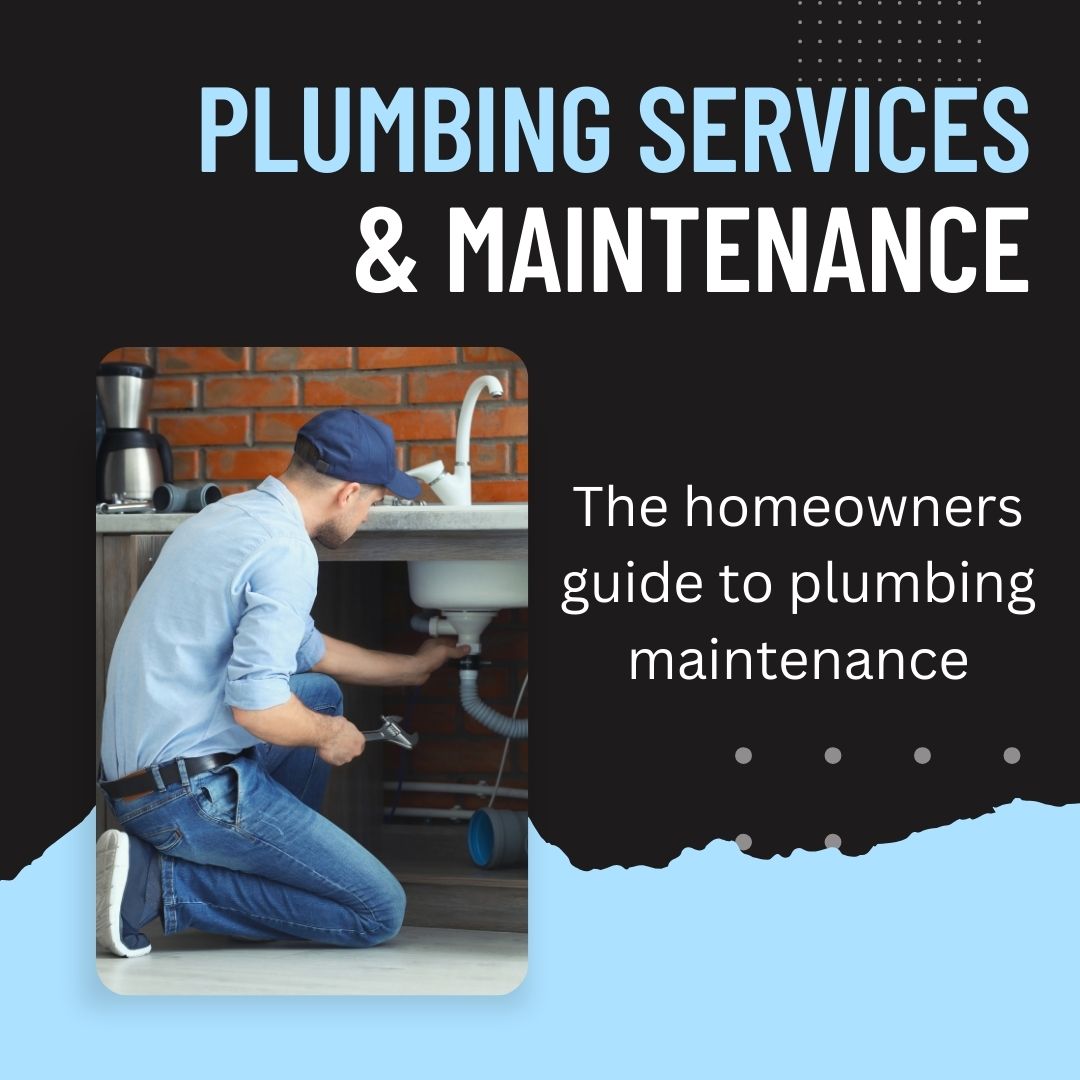 PLUMBING SERVICES
& MAINTENANCE
The homeowners
guide to plumbing
maintenance